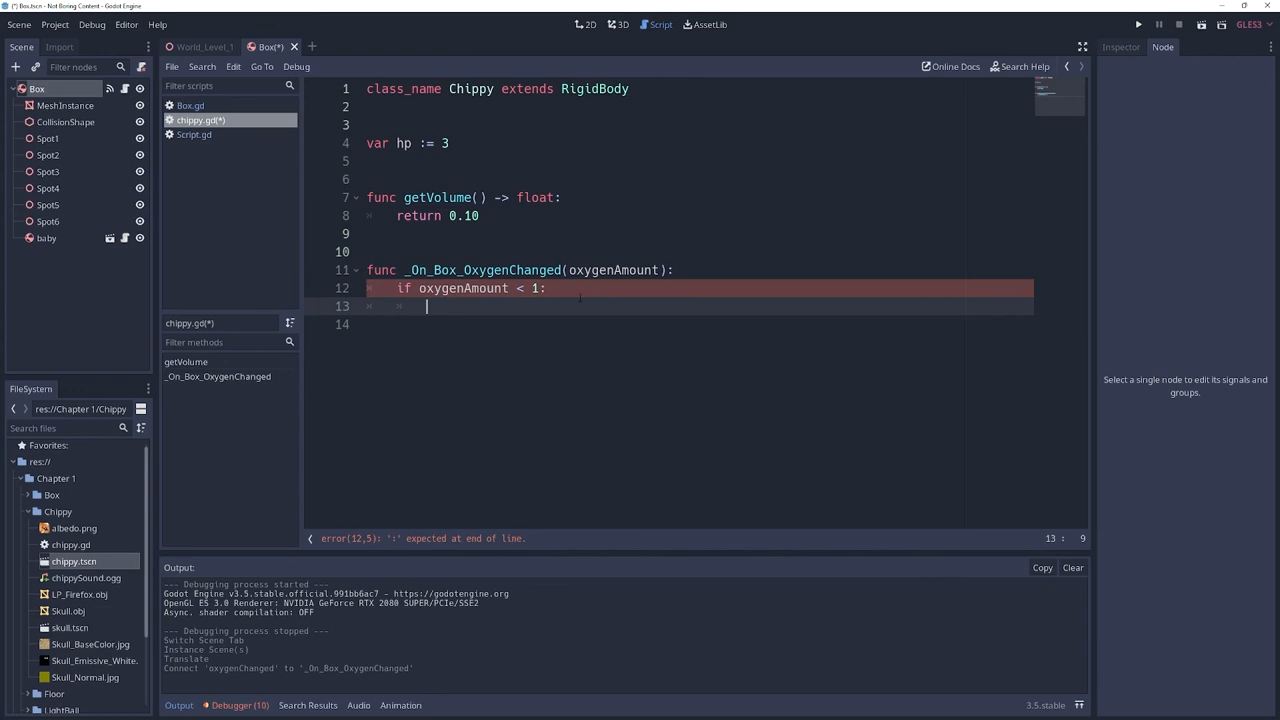 (*) Box.tscn - Not Boring Content - Godot Engine
Scene Project Debug Editor Help
2D 3D Script AssetLib
GLES3
Scene Import
World_Level_1 Box(*)
Inspector Node
Filter nodes
File Search Edit Go To Debug
Online Docs Search Help
Box
MeshInstance
CollisionShape
Spot1
Spot2
Spot3
Spot4
Spot5
Spot6
baby
Filter scripts
Box.gd
chippy.gd(*)
Script.gd
chippy.gd(*)
Filter methods
getVolume
_On_Box_OxygenChanged
1 class_name Chippy extends RigidBody
2
3
4 var hp := 3
5
6
7 func getVolume() -> float:
8 return 0.10
9
10
11 func _On_Box_OxygenChanged(oxygenAmount):
12 if oxygenAmount < 1:
13
14
error(12,5): ':' expected at end of line.
13 : 9
Select a single node to edit its signals and
groups.
FileSystem
res://Chapter 1/Chippy
Search files
Favorites:
res://
Chapter 1
Box
Chippy
albedo.png
chippy.gd
chippy.tscn
chippySound.ogg
LP_Firefox.obj
Skull.obj
skull.tscn
Skull_BaseColor.jpg
Skull_Emissive_White.
Skull_Normal.jpg
Floor
LightBall
Output:
Copy Clear
--- Debugging process started ---
Godot Engine v3.5.stable.official.991bb6ac7 - https://godotengine.org
OpenGL ES 3.0 Renderer: NVIDIA GeForce RTX 2080 SUPER/PCIe/SSE2
Async. shader compilation: OFF
--- Debugging process stopped ---
Switch Scene Tab
Instance Scene(s)
Translate
Connect 'oxygenChanged' to '_On_Box_OxygenChanged'
Output Debugger (10) Search Results Audio Animation
3.5.stable